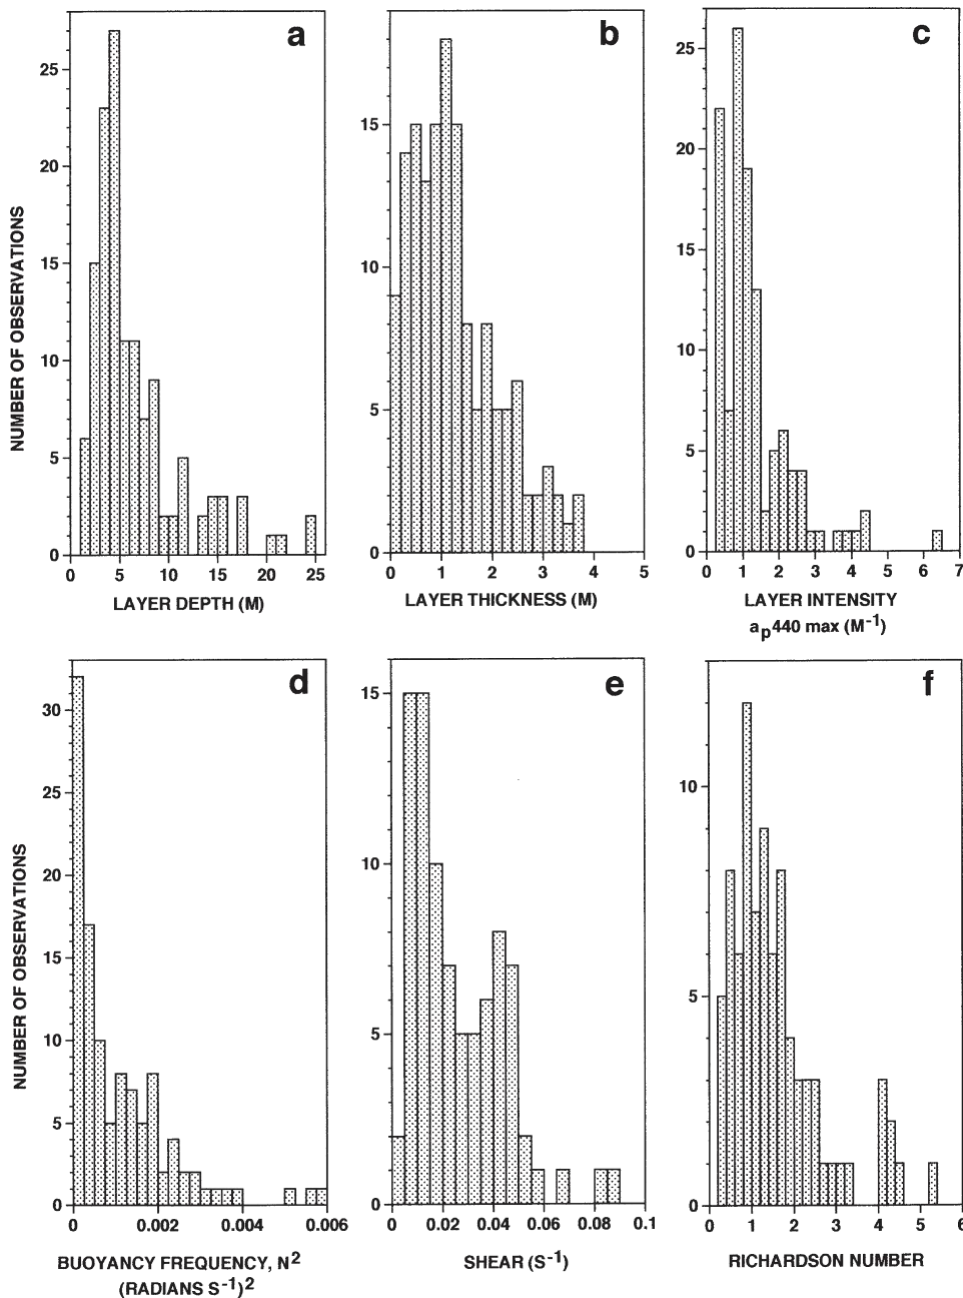 a
25
20
15
10
5
0
NUMBER OF OBSERVATIONS
0 5 10 15 20 25
LAYER DEPTH (M)
b
15
10
5
0
0 1 2 3 4 5
LAYER THICKNESS (M)
c
25
20
15
10
5
0
0 1 2 3 4 5 6 7
LAYER INTENSITY
aₚ440 max (M⁻¹)
d
30
25
20
15
10
5
0
NUMBER OF OBSERVATIONS
0 0.002 0.004 0.006
BUOYANCY FREQUENCY, N²
(RADIANS S⁻¹)²
e
15
10
5
0
0 0.02 0.04 0.06 0.08 0.1
SHEAR (S⁻¹)
f
10
5
0
0 1 2 3 4 5 6
RICHARDSON NUMBER